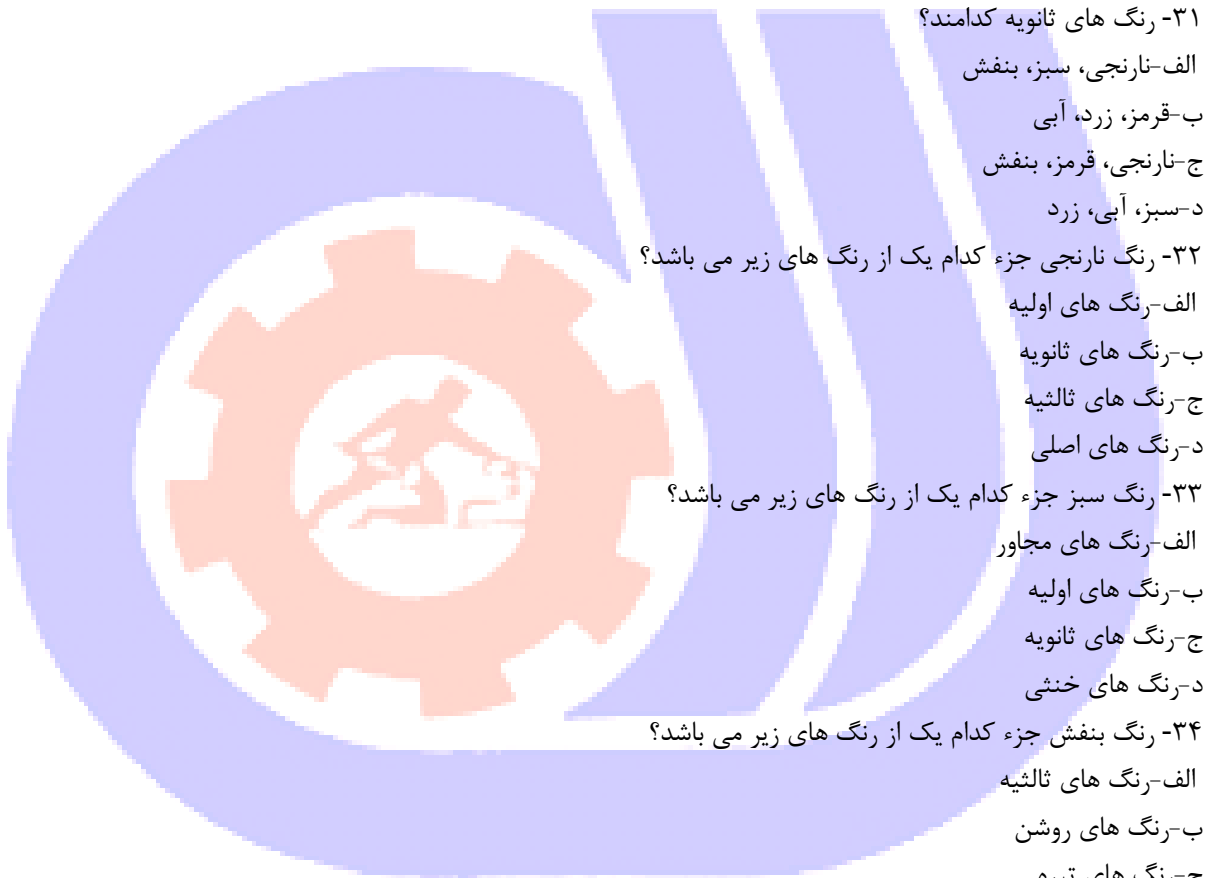 ۳۱- رنگ های ثانویه کدامند؟
الف-نارنجی، سبز، بنفش
ب-قرمز، زرد، آبی
ج-نارنجی، قرمز، بنفش
د-سبز، آبی، زرد
۳۲- رنگ نارنجی جزء کدام یک از رنگ های زیر می باشد؟
الف-رنگ های اولیه
ب-رنگ های ثانویه
ج-رنگ های ثالثیه
د-رنگ های اصلی
۳۳- رنگ سبز جزء کدام یک از رنگ های زیر می باشد؟
الف-رنگ های مجاور
ب-رنگ های اولیه
ج-رنگ های ثانویه
د-رنگ های خنثی
۳۴- رنگ بنفش جزء کدام یک از رنگ های زیر می باشد؟
الف-رنگ های ثالثیه
ب-رنگ های روشن
ج-رنگ های تیره